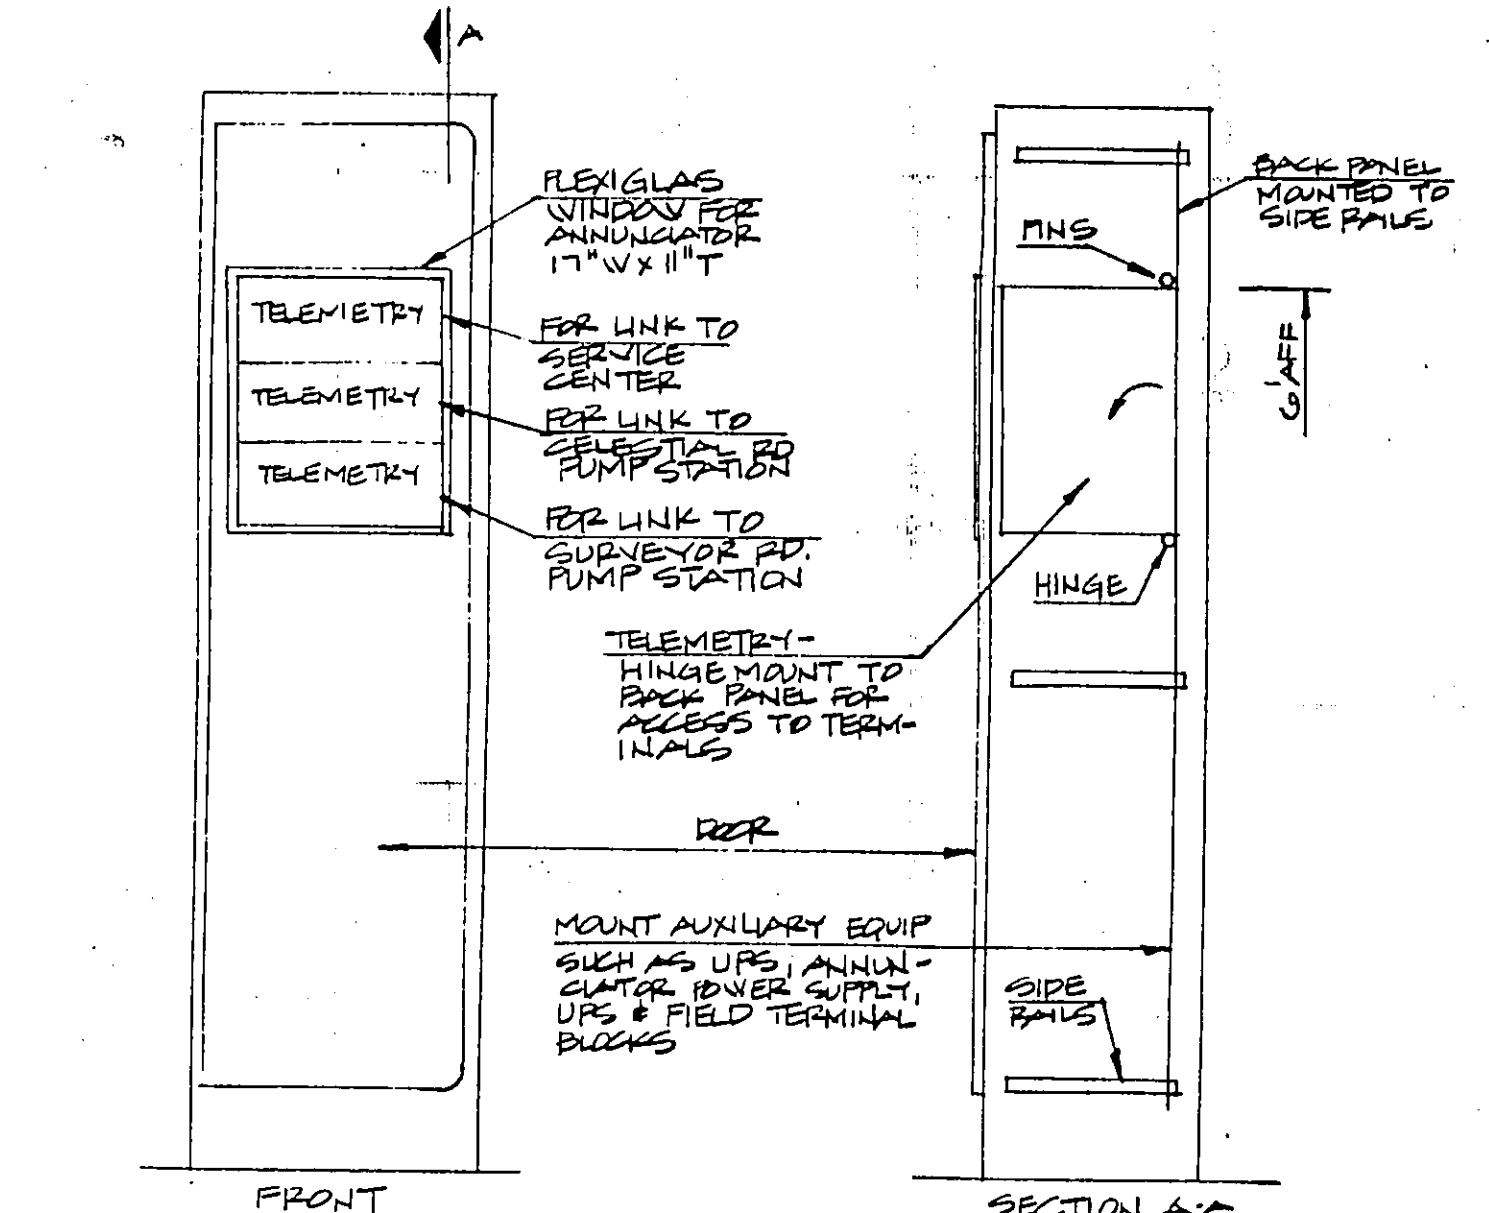 A
PLEXIGLAS
WINDOW FOR
ANNUNCIATOR
17" W X 11" T
TELEMETRY
TELEMETRY
TELEMETRY
FOR LINK TO
SERVICE
CENTER
FOR LINK TO
CELESTIAL RD
PUMP STATION
FOR LINK TO
SURVEYOR RD.
PUMP STATION
TELEMETRY-
HINGE MOUNT TO
BACK PANEL FOR
ACCESS TO TERM-
INALS
DOOR
MOUNT AUXILIARY EQUIP
SUCH AS UPS, ANNUN-
CIATOR POWER SUPPLY,
UPS & FIELD TERMINAL
BLOCKS
FRONT
BACK PANEL
MOUNTED TO
SIDE RAILS
PINS
6' AFF
HINGE
SIDE
RAILS
SECTION A-A